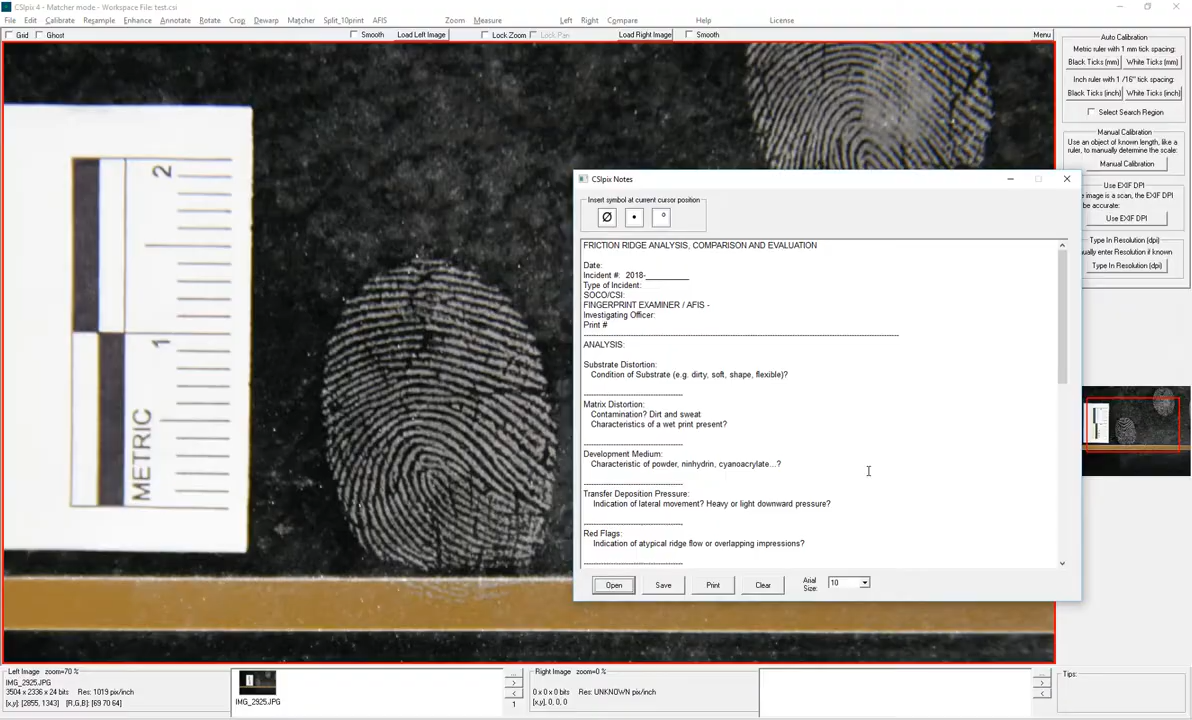 CSIpix 4 - Matcher mode - Workspace File: test.csi
File Edit Calibrate Resample Enhance Annotate Rotate Crop Dewarp Matcher Split_10print AFIS Zoom Measure Left Right Compare Help License
Grid Ghost Smooth Load Left Image Lock Zoom Lock Pan Load Right Image Smooth Menu
Auto Calibration
Metric ruler with 1 mm tick spacing:
Black Ticks (mm) White Ticks (mm)
Inch ruler with 1 /16" tick spacing:
Black Ticks (inch) White Ticks (inch)
Select Search Region
Manual Calibration
Use an object of known length, like a
ruler, to manually determine the scale:
Manual Calibration
Use EXIF DPI
image is a scan, the EXIF DPI
be accurate:
Use EXIF DPI
Type In Resolution (dpi)
enter Resolution if known
Type In Resolution (dpi)
2
1
METRIC
CSIpix Notes
Insert symbol at current cursor position
Ø • °
FRICTION RIDGE ANALYSIS, COMPARISON AND EVALUATION
Date:
Incident #: 2018-_________
Type of Incident:
SOCO/CSI:
FINGERPRINT EXAMINER / AFIS -
Investigating Officer:
Print #
ANALYSIS:
Substrate Distortion:
Condition of Substrate (e.g. dirty, soft, shape, flexible)?
Matrix Distortion:
Contamination? Dirt and sweat
Characteristics of a wet print present?
Development Medium:
Characteristic of powder, ninhydrin, cyanoacrylate...?
Transfer Deposition Pressure:
Indication of lateral movement? Heavy or light downward pressure?
Red Flags:
Indication of atypical ridge flow or overlapping impressions?
Open Save Print Clear Arial Size: 10
Left Image zoom=70 %
IMG_2925.JPG
3504 x 2336 x 24 bits Res: 1019 pix/inch
[x,y]: [2855, 1343] [R,G,B]: [69 70 64]
IMG_2925.JPG
... > < 1
Right Image zoom=0 %
0 x 0 x 0 bits Res: UNKNOWN pix/inch
[x,y], 0, 0, 0
... > <
Tips: